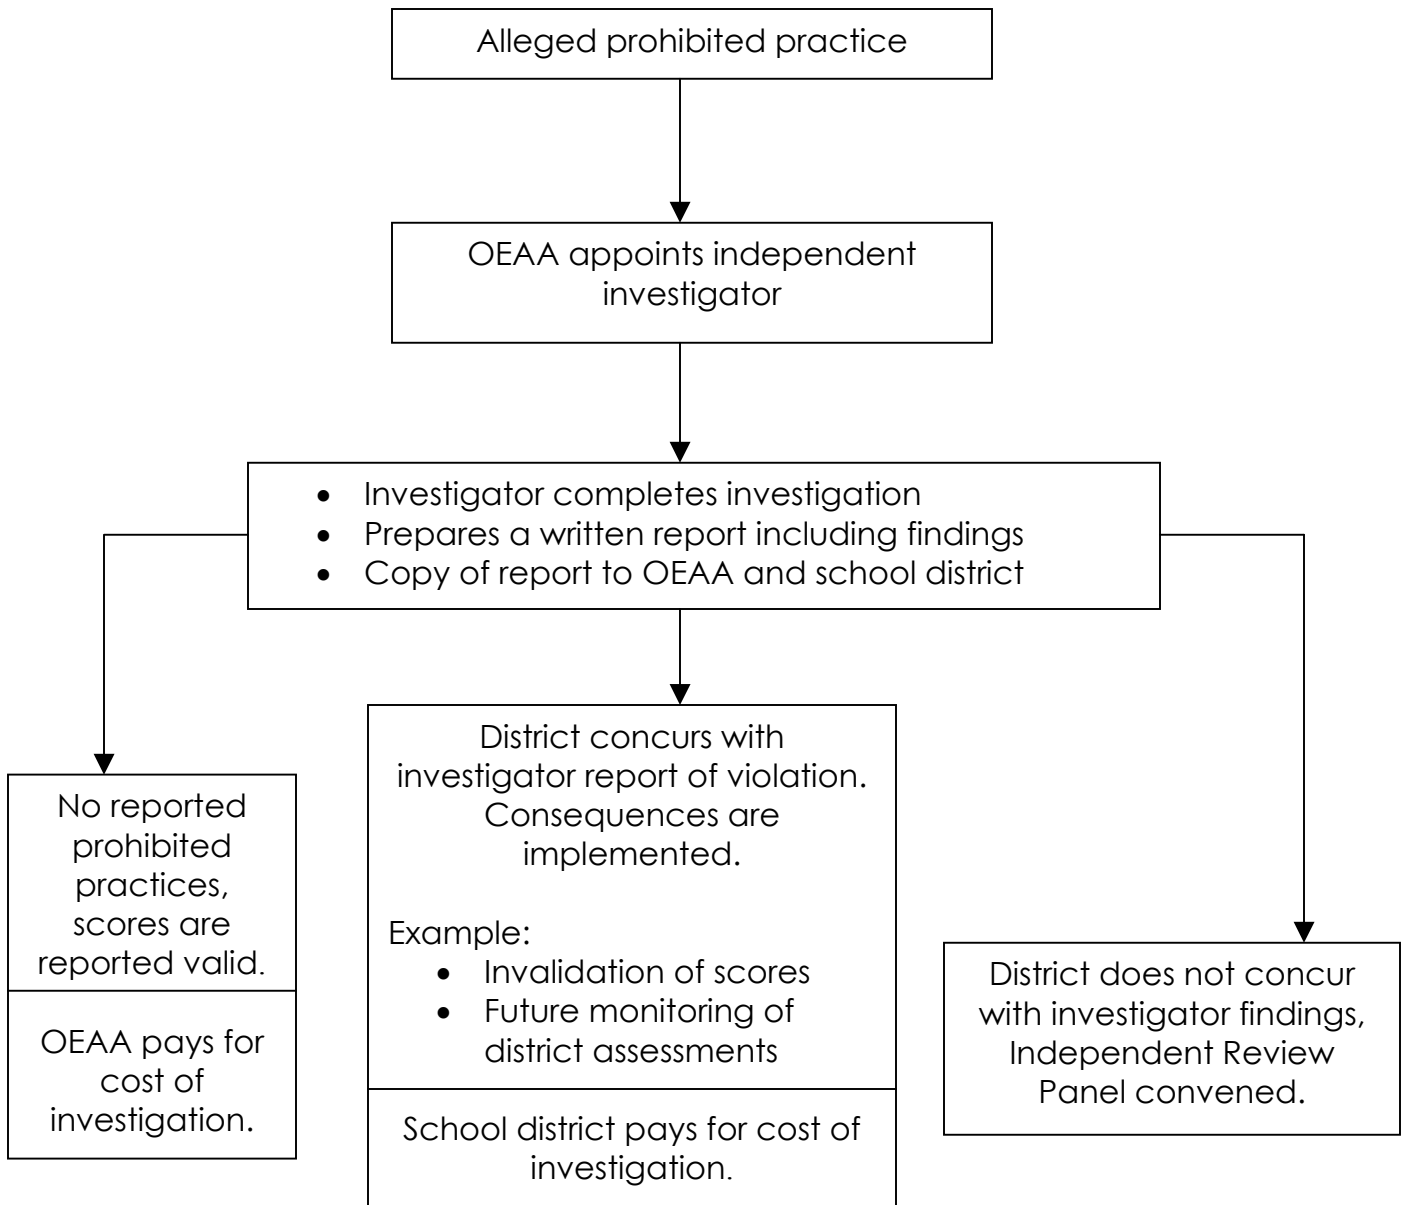 Alleged prohibited practice
OEAA appoints independent
investigator
• Investigator completes investigation
• Prepares a written report including findings
• Copy of report to OEAA and school district
No reported
prohibited
practices,
scores are
reported valid.
OEAA pays for
cost of
investigation.
District concurs with
investigator report of violation.
Consequences are
implemented.
Example:
• Invalidation of scores
• Future monitoring of
district assessments
School district pays for cost of
investigation.
District does not concur
with investigator findings,
Independent Review
Panel convened.